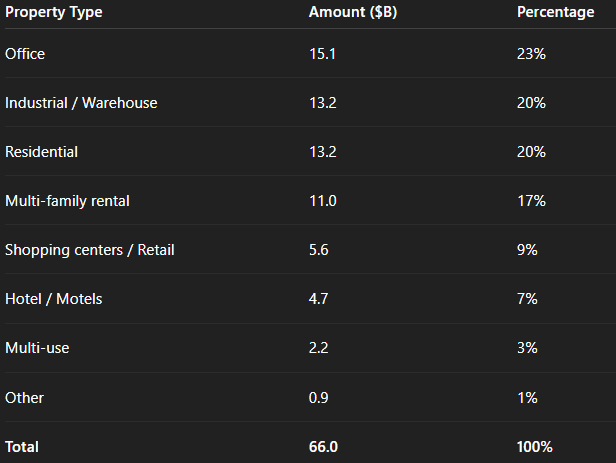 Property Type Amount ($B) Percentage
Office 15.1 23%
Industrial / Warehouse 13.2 20%
Residential 13.2 20%
Multi-family rental 11.0 17%
Shopping centers / Retail 5.6 9%
Hotel / Motels 4.7 7%
Multi-use 2.2 3%
Other 0.9 1%
Total 66.0 100%